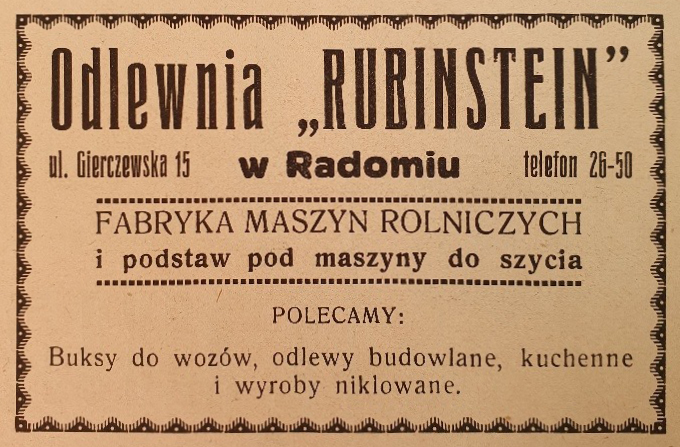 Odlewnia „RUBINSTEIN”
ul. Gierczewska 15 w Radomiu telefon 26-50
FABRYKA MASZYN ROLNICZYCH
i podstaw pod maszyny do szycia
POLECAMY:
Buksy do wozów, odlewy budowlane, kuchenne
i wyroby niklowane.